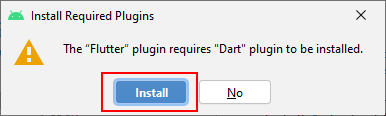 Install Required Plugins
The "Flutter" plugin requires "Dart" plugin to be installed.
Install
No